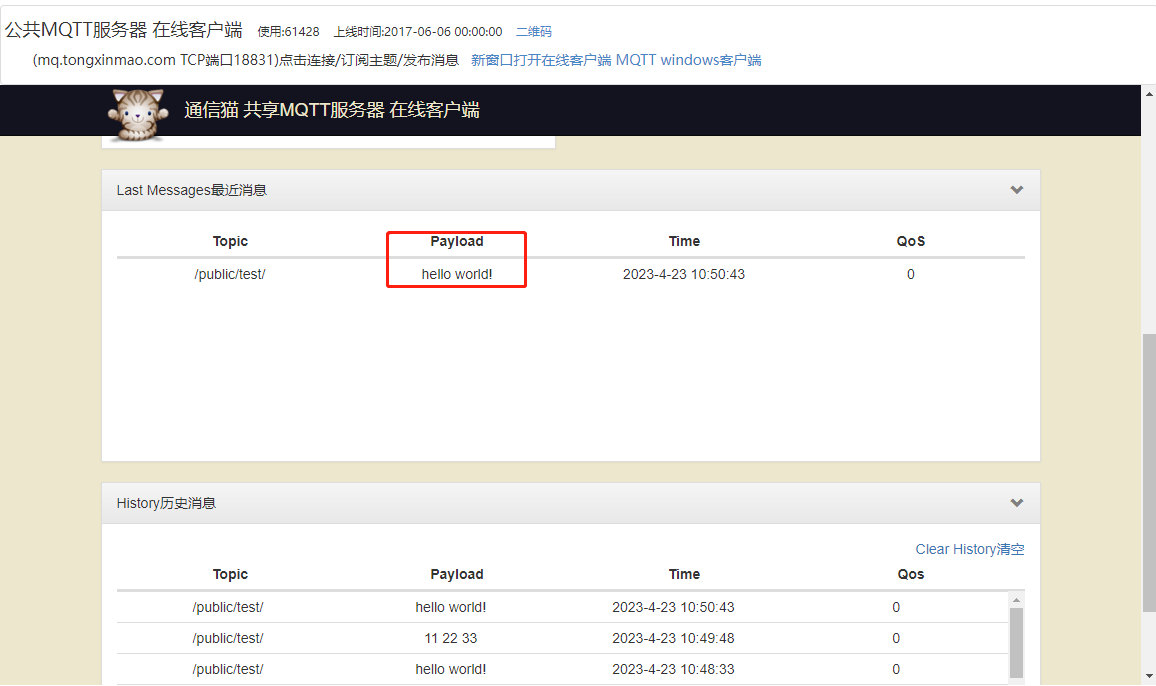 公共MQTT服务器 在线客户端 使用:61428 上线时间:2017-06-06 00:00:00 二维码
(mq.tongxinmao.com TCP端口18831)点击连接/订阅主题/发布消息 新窗口打开在线客户端 MQTT windows客户端
通信猫 共享MQTT服务器 在线客户端
Last Messages最近消息
Topic Payload Time QoS
/public/test/ hello world! 2023-4-23 10:50:43 0
History历史消息
Clear History清空
Topic Payload Time Qos
/public/test/ hello world! 2023-4-23 10:50:43 0
/public/test/ 11 22 33 2023-4-23 10:49:48 0
/public/test/ hello world! 2023-4-23 10:48:33 0